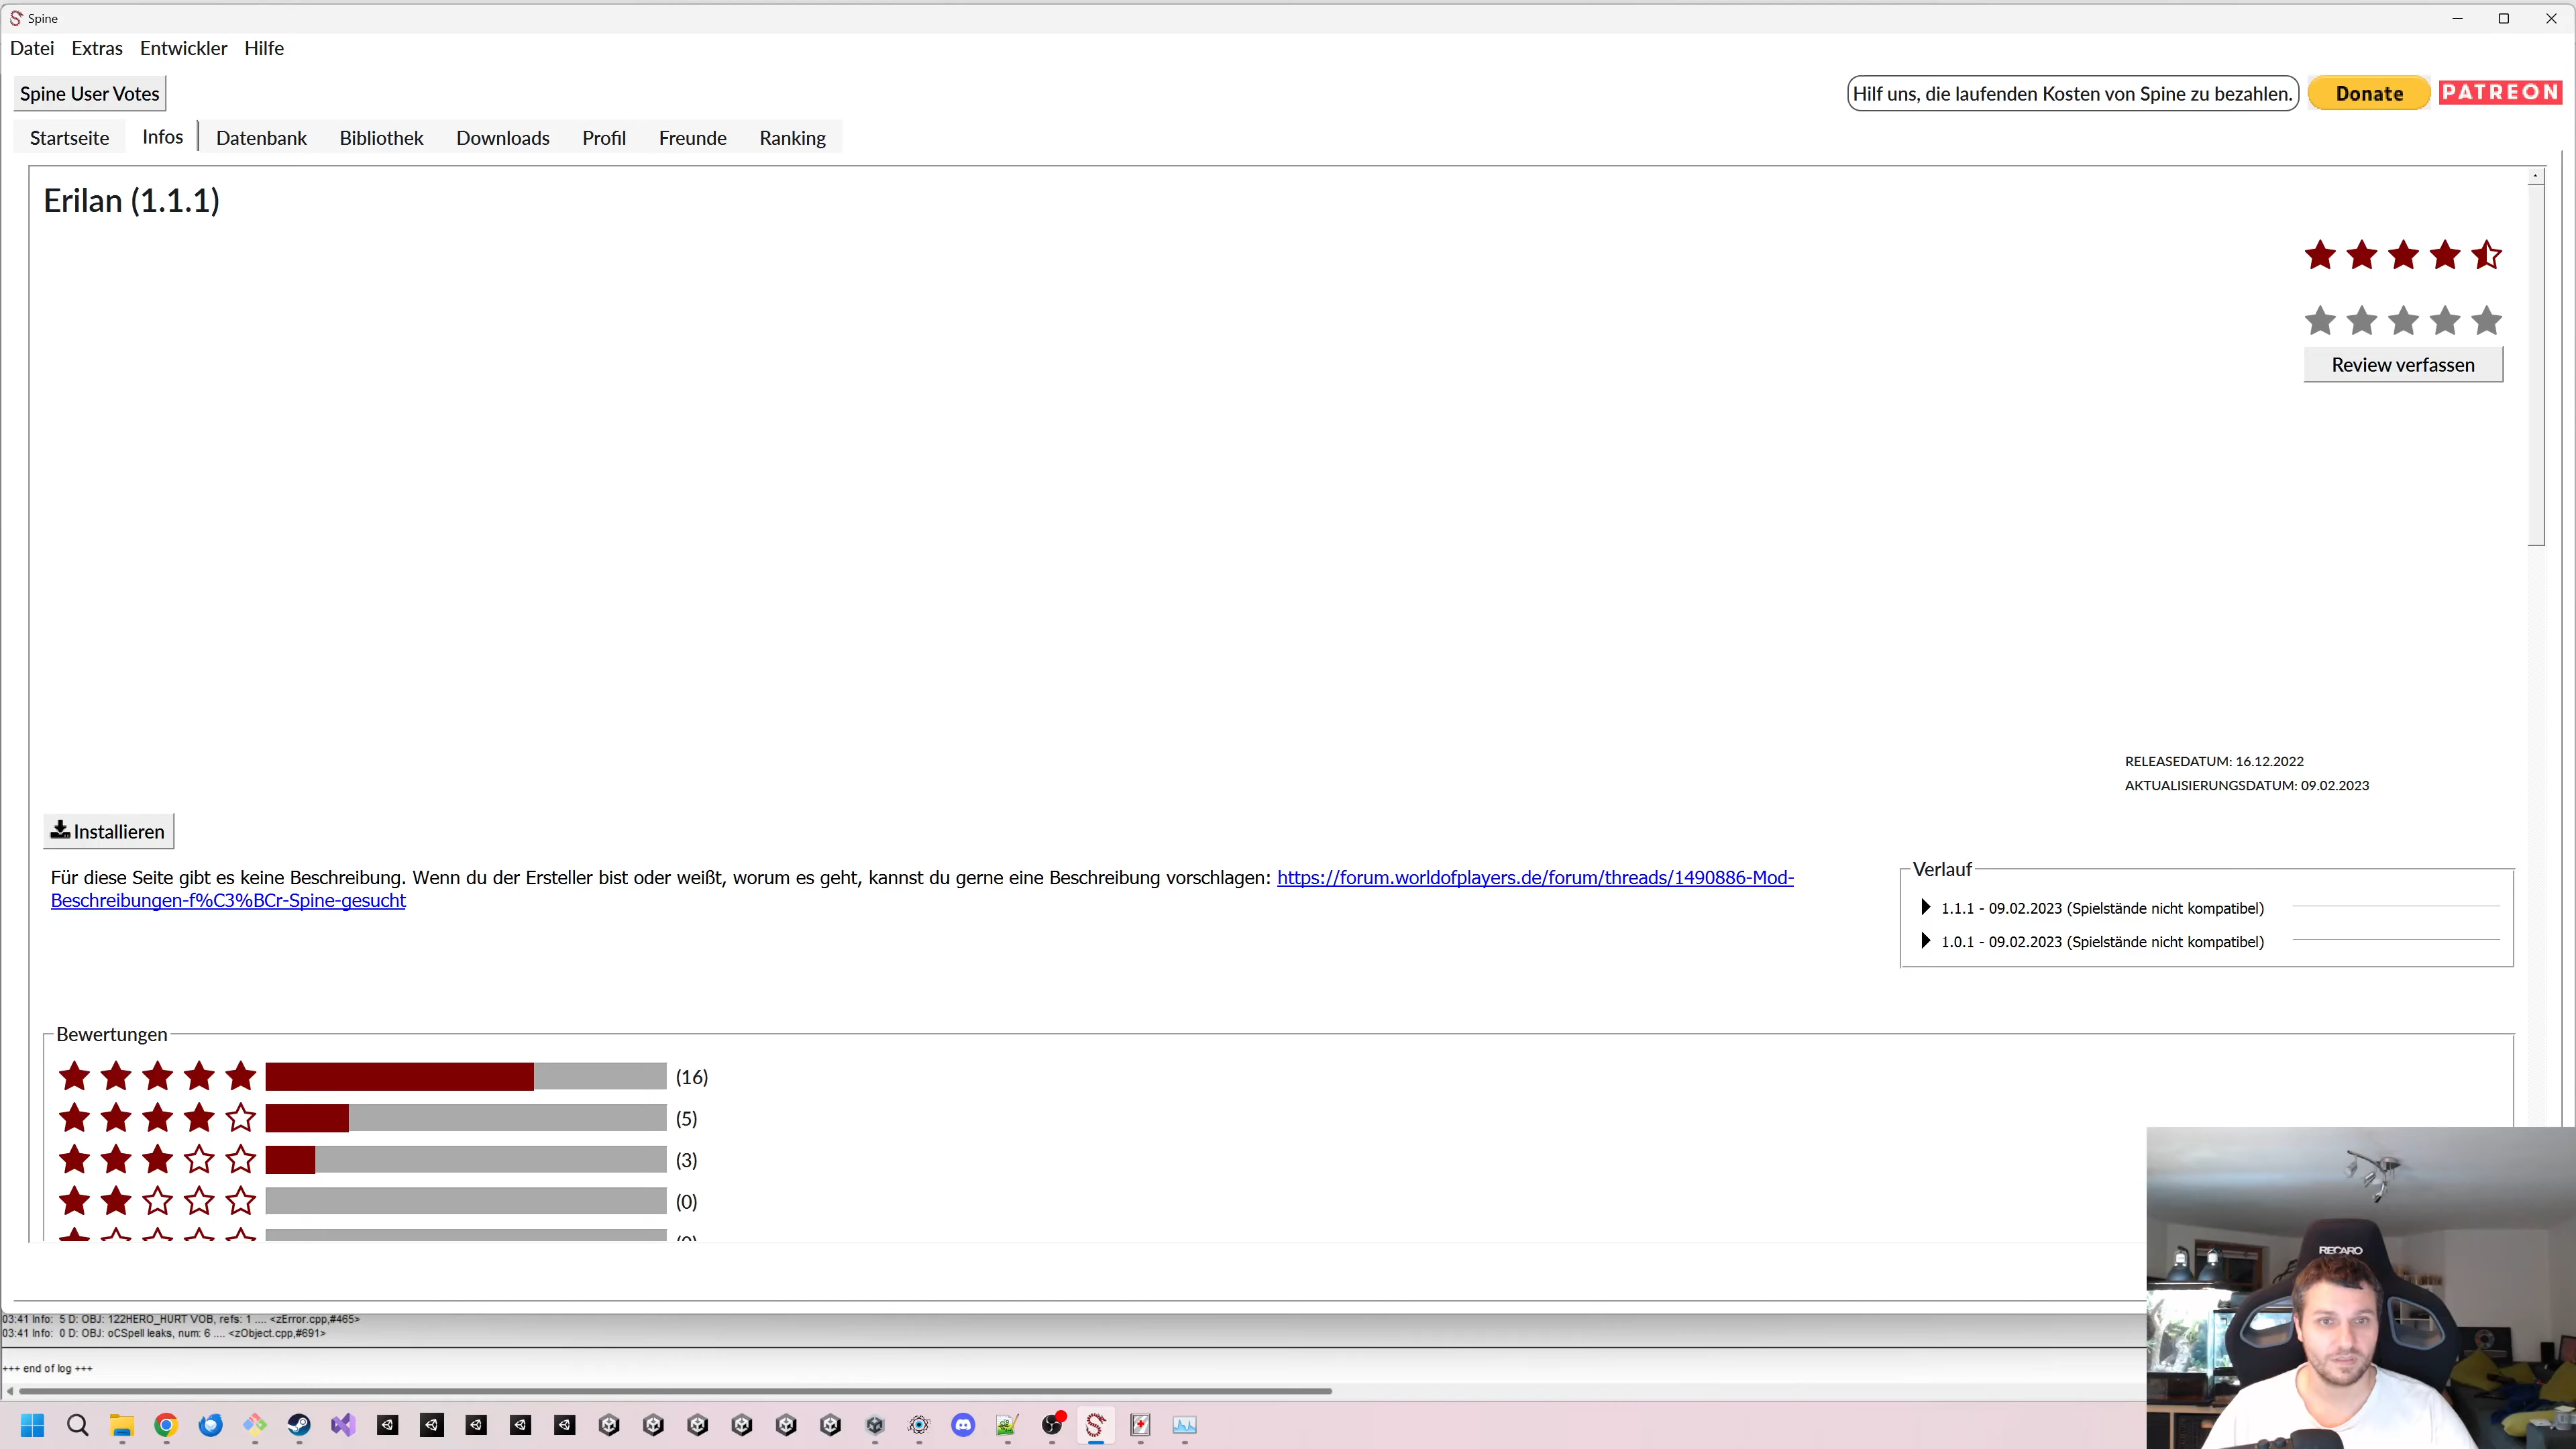 Spine
Datei Extras Entwickler Hilfe
Spine User Votes
Hilf uns, die laufenden Kosten von Spine zu bezahlen. Donate PATREON
Startseite Infos Datenbank Bibliothek Downloads Profil Freunde Ranking
Erilan (1.1.1)
Review verfassen
RELEASEDATUM: 16.12.2022
AKTUALISIERUNGSDATUM: 09.02.2023
Installieren
Für diese Seite gibt es keine Beschreibung. Wenn du der Ersteller bist oder weißt, worum es geht, kannst du gerne eine Beschreibung vorschlagen: https://forum.worldofplayers.de/forum/threads/1490886-Mod-
Beschreibungen-f%C3%BCr-Spine-gesucht
Verlauf
1.1.1 - 09.02.2023 (Spielstände nicht kompatibel)
1.0.1 - 09.02.2023 (Spielstände nicht kompatibel)
Bewertungen
(16)
(5)
(3)
(0)
RECARO
03:41 Info: 5 D: OBJ: 122HERO_HURT VOB, refs: 1 .... <zError.cpp,#465>
03:41 Info: 0 D: OBJ: oCSpell leaks, num: 6 .... <zObject.cpp,#691>
+++ end of log +++